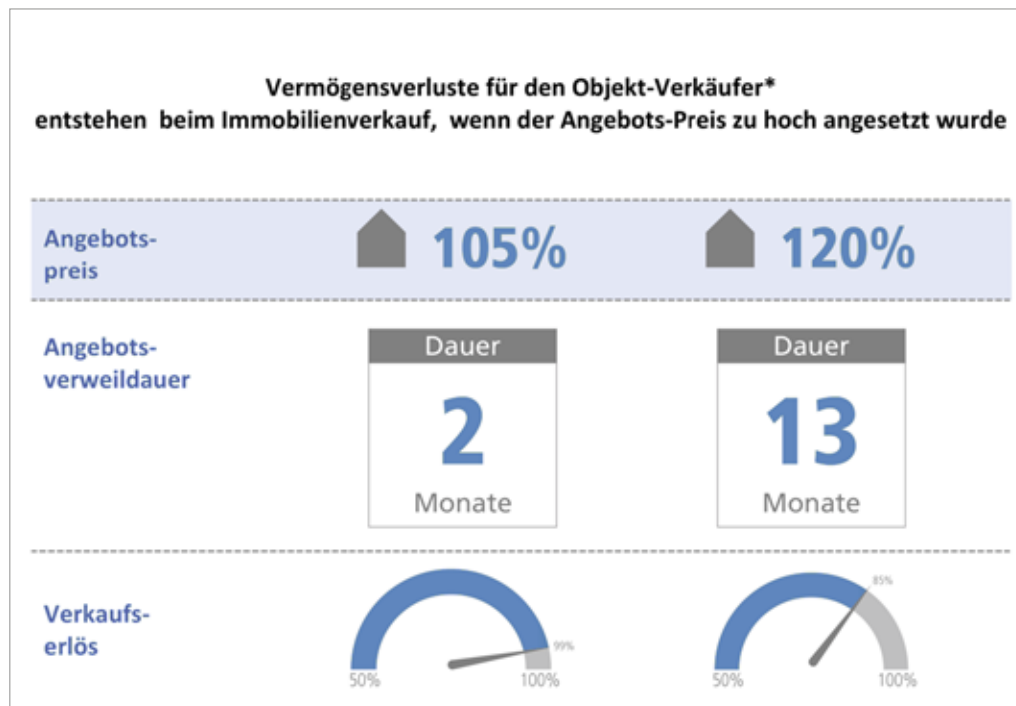 Vermögensverluste für den Objekt-Verkäufer*
entstehen beim Immobilienverkauf, wenn der Angebots-Preis zu hoch angesetzt wurde
Angebots-
preis
105%
120%
Angebots-
verweildauer
Dauer
2
Monate
Dauer
13
Monate
Verkaufs-
erlös
99%
50%
100%
85%
50%
100%